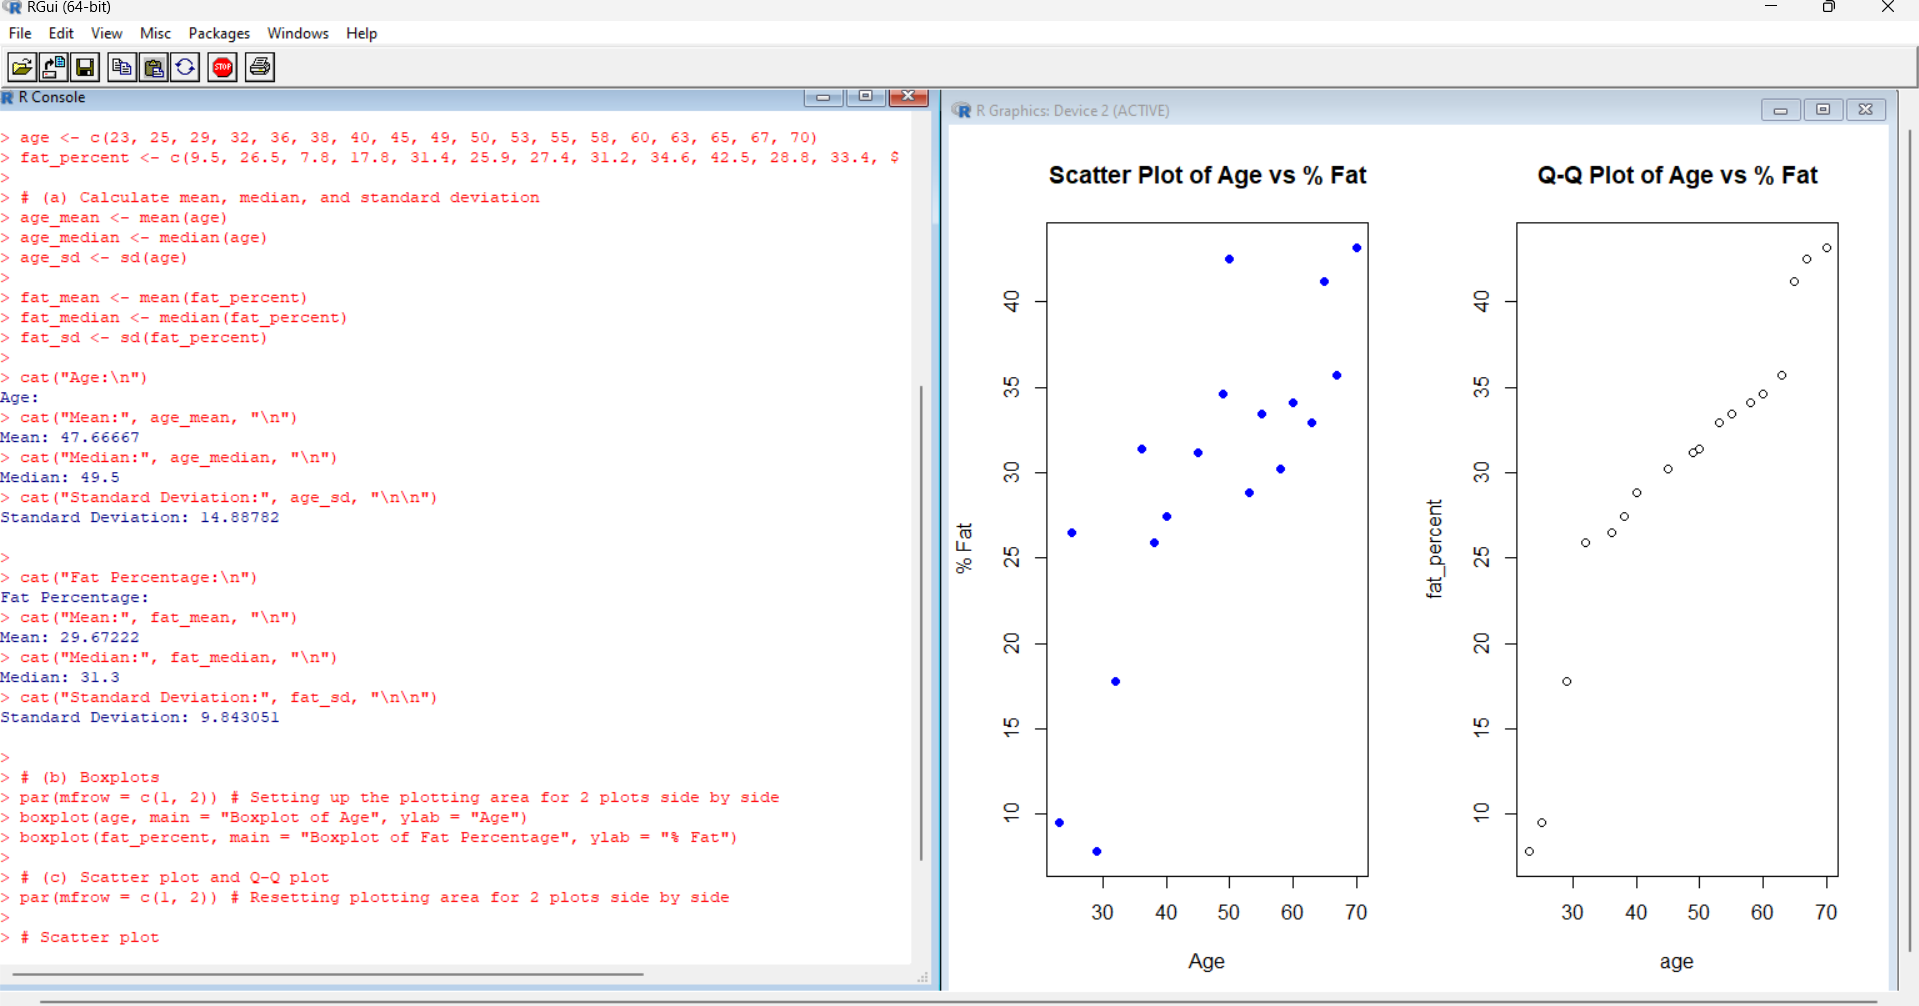 RGui (64-bit)
File Edit View Misc Packages Windows Help
STOP
R Console
> age <- c(23, 25, 29, 32, 36, 38, 40, 45, 49, 50, 53, 55, 58, 60, 63, 65, 67, 70)
> fat_percent <- c(9.5, 26.5, 7.8, 17.8, 31.4, 25.9, 27.4, 31.2, 34.6, 42.5, 28.8, 33.4, $
>
> # (a) Calculate mean, median, and standard deviation
> age_mean <- mean(age)
> age_median <- median(age)
> age_sd <- sd(age)
>
> fat_mean <- mean(fat_percent)
> fat_median <- median(fat_percent)
> fat_sd <- sd(fat_percent)
>
> cat("Age:\n")
Age:
> cat("Mean:", age_mean, "\n")
Mean: 47.66667
> cat("Median:", age_median, "\n")
Median: 49.5
> cat("Standard Deviation:", age_sd, "\n\n")
Standard Deviation: 14.88782
>
> cat("Fat Percentage:\n")
Fat Percentage:
> cat("Mean:", fat_mean, "\n")
Mean: 29.67222
> cat("Median:", fat_median, "\n")
Median: 31.3
> cat("Standard Deviation:", fat_sd, "\n\n")
Standard Deviation: 9.843051
>
> # (b) Boxplots
> par(mfrow = c(1, 2)) # Setting up the plotting area for 2 plots side by side
> boxplot(age, main = "Boxplot of Age", ylab = "Age")
> boxplot(fat_percent, main = "Boxplot of Fat Percentage", ylab = "% Fat")
>
> # (c) Scatter plot and Q-Q plot
> par(mfrow = c(1, 2)) # Resetting plotting area for 2 plots side by side
>
> # Scatter plot
R Graphics: Device 2 (ACTIVE)
Scatter Plot of Age vs % Fat
40
35
30
25
20
15
10
% Fat
30 40 50 60 70
Age
Q-Q Plot of Age vs % Fat
40
35
30
25
20
15
10
fat_percent
30 40 50 60 70
age